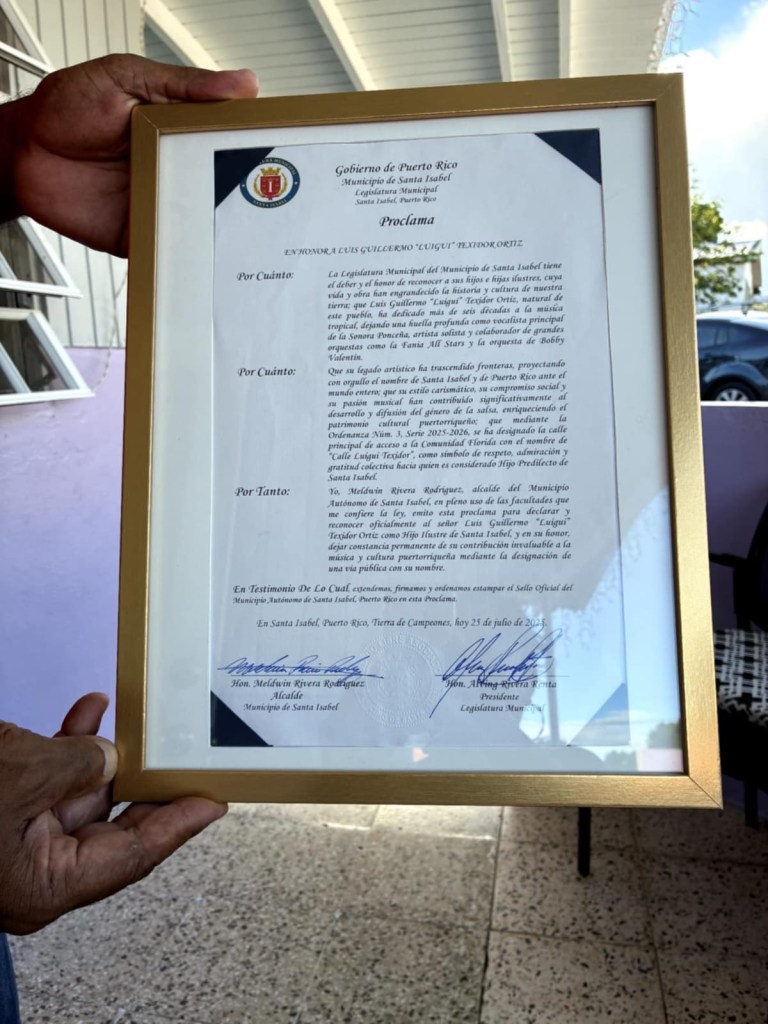 SANTA ISABEL
Gobierno de Puerto Rico
Municipio de Santa Isabel
Legislatura Municipal
Santa Isabel, Puerto Rico
Proclama
EN HONOR A LUIS GUILLERMO "LUIGUI" TEXIDOR ORTIZ
Por Cuánto: La Legislatura Municipal del Municipio de Santa Isabel tiene
el deber y el honor de reconocer a sus hijos e hijas ilustres, cuya
vida y obra han engrandecido la historia y cultura de nuestra
tierra; que Luis Guillermo "Luigui" Texidor Ortiz, natural de
este pueblo, ha dedicado más de seis décadas a la música
tropical, dejando una huella profunda como vocalista principal
de la Sonora Ponceña, artista solista y colaborador de grandes
orquestas como la Fania All Stars y la orquesta de Bobby
Valentín.
Por Cuánto: Que su legado artístico ha trascendido fronteras, proyectando
con orgullo el nombre de Santa Isabel y de Puerto Rico ante el
mundo entero; que su estilo carismático, su compromiso social y
su pasión musical han contribuido significativamente al
desarrollo y difusión del género de la salsa, enriqueciendo el
patrimonio cultural puertorriqueño; que mediante la
Ordenanza Núm. 3, Serie 2025-2026, se ha designado la calle
principal de acceso a la Comunidad Florida con el nombre de
"Calle Luigui Texidor", como símbolo de respeto, admiración y
gratitud colectiva hacia quien es considerado Hijo Predilecto de
Santa Isabel.
Por Tanto: Yo, Meldwin Rivera Rodríguez, alcalde del Municipio
Autónomo de Santa Isabel, en pleno uso de las facultades que
me confiere la ley, emito esta proclama para declarar y
reconocer oficialmente al señor Luis Guillermo "Luigui"
Texidor Ortiz como Hijo Ilustre de Santa Isabel, y en su honor,
dejar constancia permanente de su contribución invaluable a la
música y cultura puertorriqueña mediante la designación de
una vía pública con su nombre.
En Testimonio De Lo Cual, extendemos, firmamos y ordenamos estampar el Sello Oficial del
Municipio Autónomo de Santa Isabel, Puerto Rico en esta Proclama.
En Santa Isabel, Puerto Rico, Tierra de Campeones, hoy 25 de julio de
Hon. Meldwin Rivera Rodríguez Hon. Alving Rivera Renta
Alcalde Presidente
Municipio de Santa Isabel Legislatura Municipal